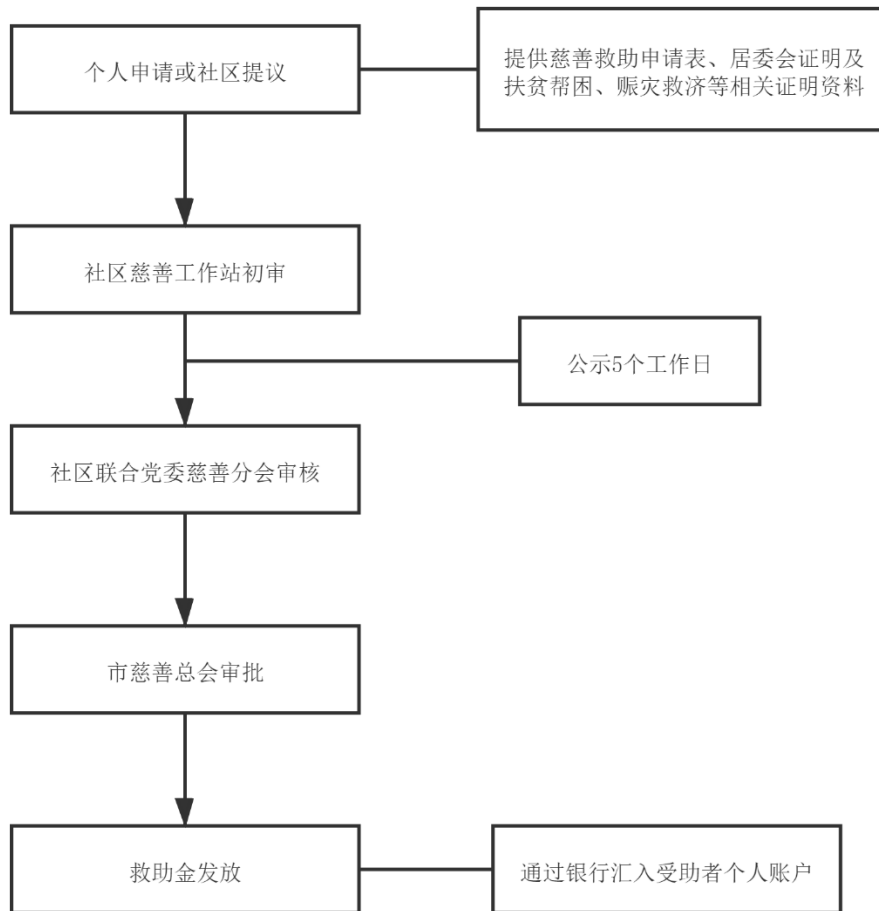 个人申请或社区提议
提供慈善救助申请表、居委会证明及
扶贫帮困、赈灾救济等相关证明资料
社区慈善工作站初审
公示5个工作日
社区联合党委慈善分会审核
市慈善总会审批
救助金发放
通过银行汇入受助者个人账户